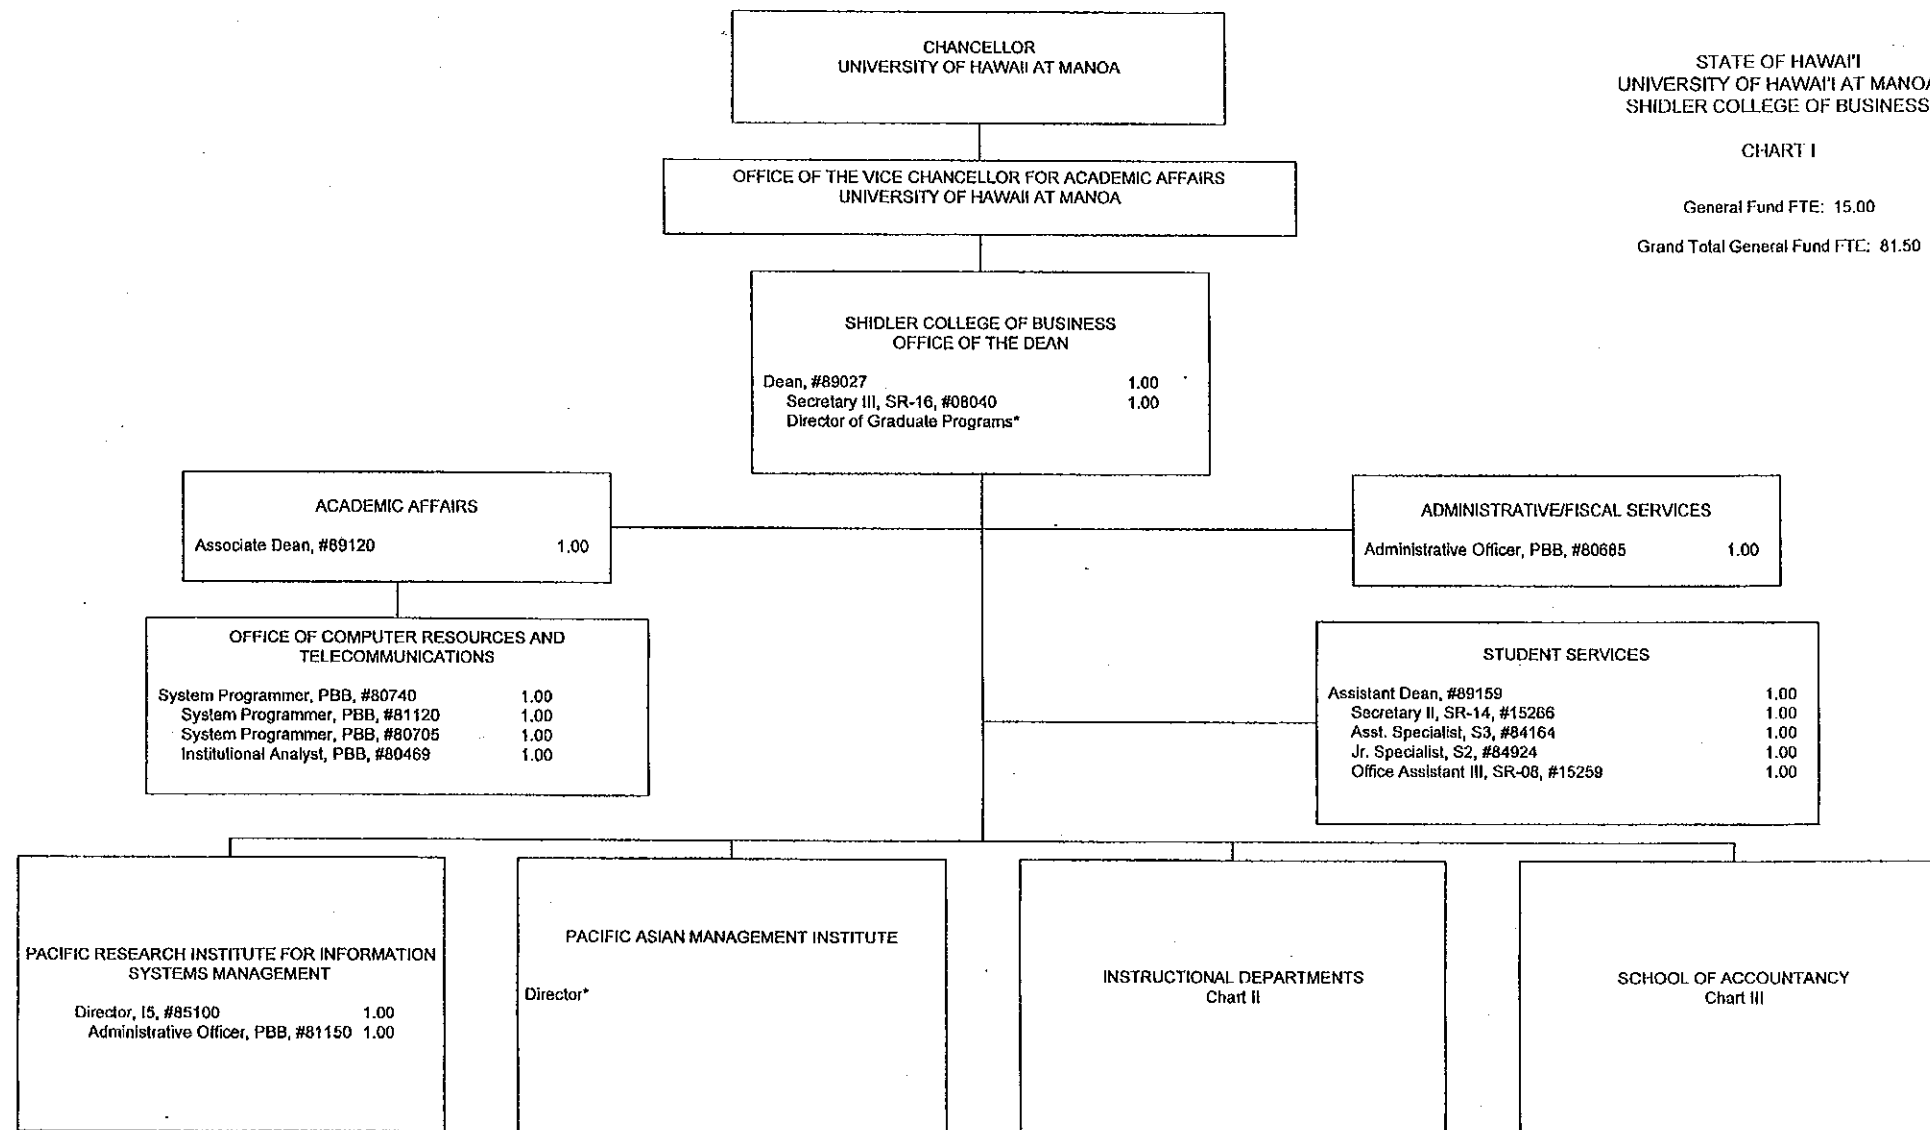 CHANCELLOR
UNIVERSITY OF HAWAII AT MANOA
STATE OF HAWAI'I
UNIVERSITY OF HAWAI'I AT MANOA
SHIDLER COLLEGE OF BUSINESS
CHART I
General Fund FTE: 15.00
Grand Total General Fund FTE: 81.50
OFFICE OF THE VICE CHANCELLOR FOR ACADEMIC AFFAIRS
UNIVERSITY OF HAWAII AT MANOA
SHIDLER COLLEGE OF BUSINESS
OFFICE OF THE DEAN
Dean, #89027 1.00
Secretary III, SR-16, #08040 1.00
Director of Graduate Programs*
ACADEMIC AFFAIRS
Associate Dean, #89120 1.00
ADMINISTRATIVE/FISCAL SERVICES
Administrative Officer, PBB, #80685 1.00
OFFICE OF COMPUTER RESOURCES AND
TELECOMMUNICATIONS
System Programmer, PBB, #80740 1.00
System Programmer, PBB, #81120 1.00
System Programmer, PBB, #80705 1.00
Institutional Analyst, PBB, #80469 1.00
STUDENT SERVICES
Assistant Dean, #89159 1.00
Secretary II, SR-14, #15266 1.00
Asst. Specialist, S3, #84164 1.00
Jr. Specialist, S2, #84924 1.00
Office Assistant III, SR-08, #15259 1.00
PACIFIC RESEARCH INSTITUTE FOR INFORMATION
SYSTEMS MANAGEMENT
Director, I5, #85100 1.00
Administrative Officer, PBB, #81150 1.00
PACIFIC ASIAN MANAGEMENT INSTITUTE
Director*
INSTRUCTIONAL DEPARTMENTS
Chart II
SCHOOL OF ACCOUNTANCY
Chart III